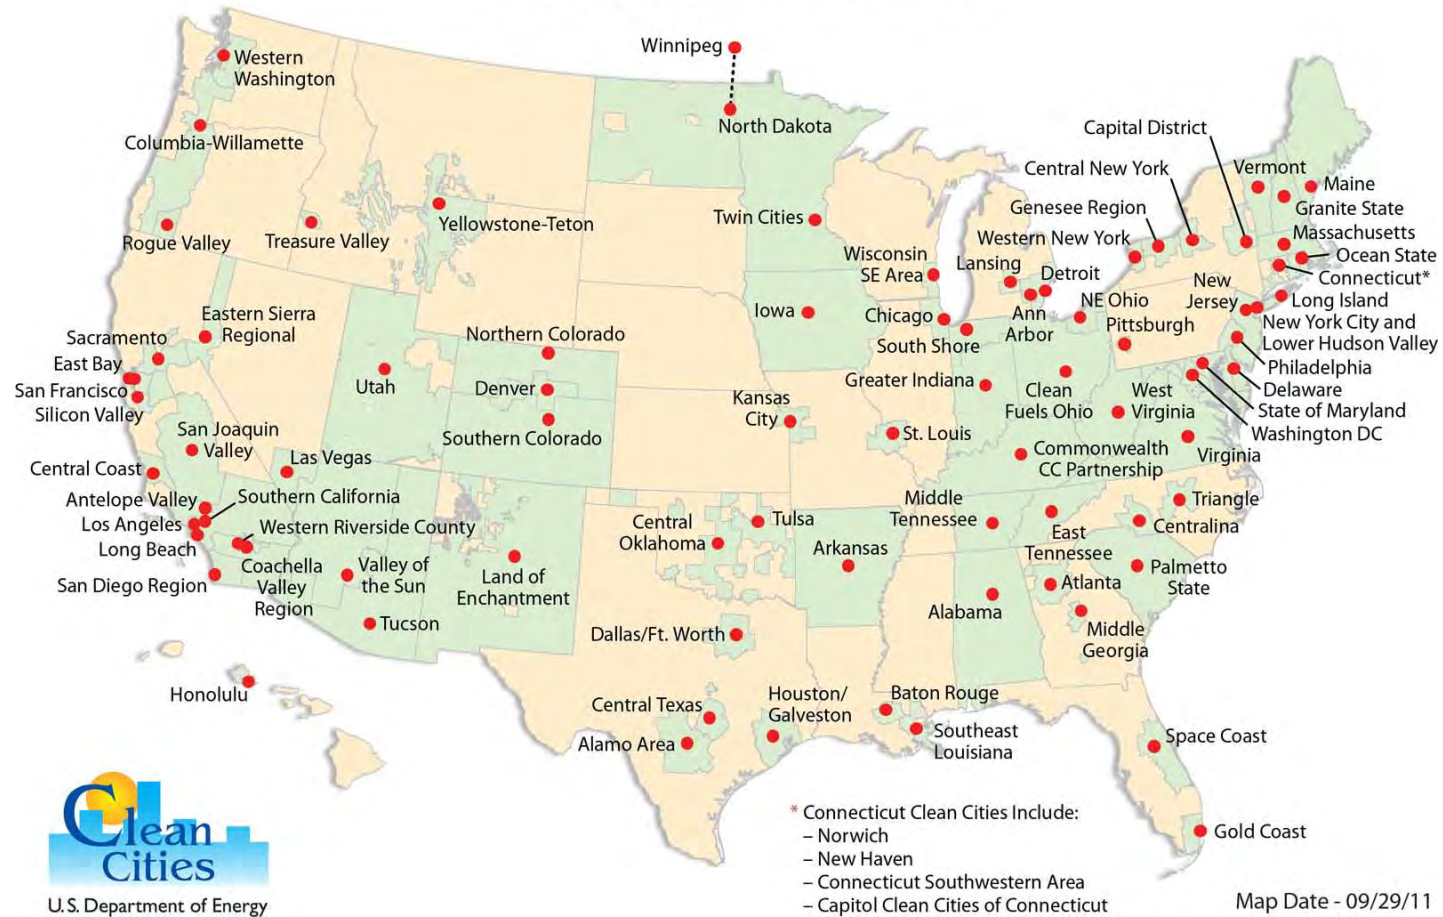 Winnipeg
Western
Washington
North Dakota
Columbia-Willamette
Capital District
Central New York
Vermont
Maine
Genesee Region
Granite State
Yellowstone-Teton
Twin Cities
Rogue Valley
Treasure Valley
Western New York
Massachusetts
Wisconsin
SE Area
Lansing
Detroit
Ocean State
Connecticut*
New
Jersey
Long Island
Eastern Sierra
Regional
Iowa
Chicago
Ann
Arbor
NE Ohio
Pittsburgh
New York City and
Lower Hudson Valley
Sacramento
Northern Colorado
South Shore
East Bay
Utah
Denver
Greater Indiana
Clean
Fuels Ohio
West
Virginia
Philadelphia
Delaware
San Francisco
Silicon Valley
Kansas
City
State of Maryland
Washington DC
San Joaquin
Valley
Southern Colorado
St. Louis
Commonwealth
CC Partnership
Virginia
Central Coast
Las Vegas
Antelope Valley
Southern California
Middle
Tennessee
Triangle
Los Angeles
Western Riverside County
Central
Oklahoma
Tulsa
East
Tennessee
Centralina
Long Beach
Coachella
Valley
Region
Valley of
the Sun
Land of
Enchantment
Arkansas
Atlanta
Palmetto
State
San Diego Region
Alabama
Tucson
Dallas/Ft. Worth
Middle
Georgia
Honolulu
Central Texas
Houston/
Galveston
Baton Rouge
Alamo Area
Southeast
Louisiana
Space Coast
Gold Coast
Clean
Cities
U.S. Department of Energy
* Connecticut Clean Cities Include:
– Norwich
– New Haven
– Connecticut Southwestern Area
– Capitol Clean Cities of Connecticut
Map Date - 09/29/11